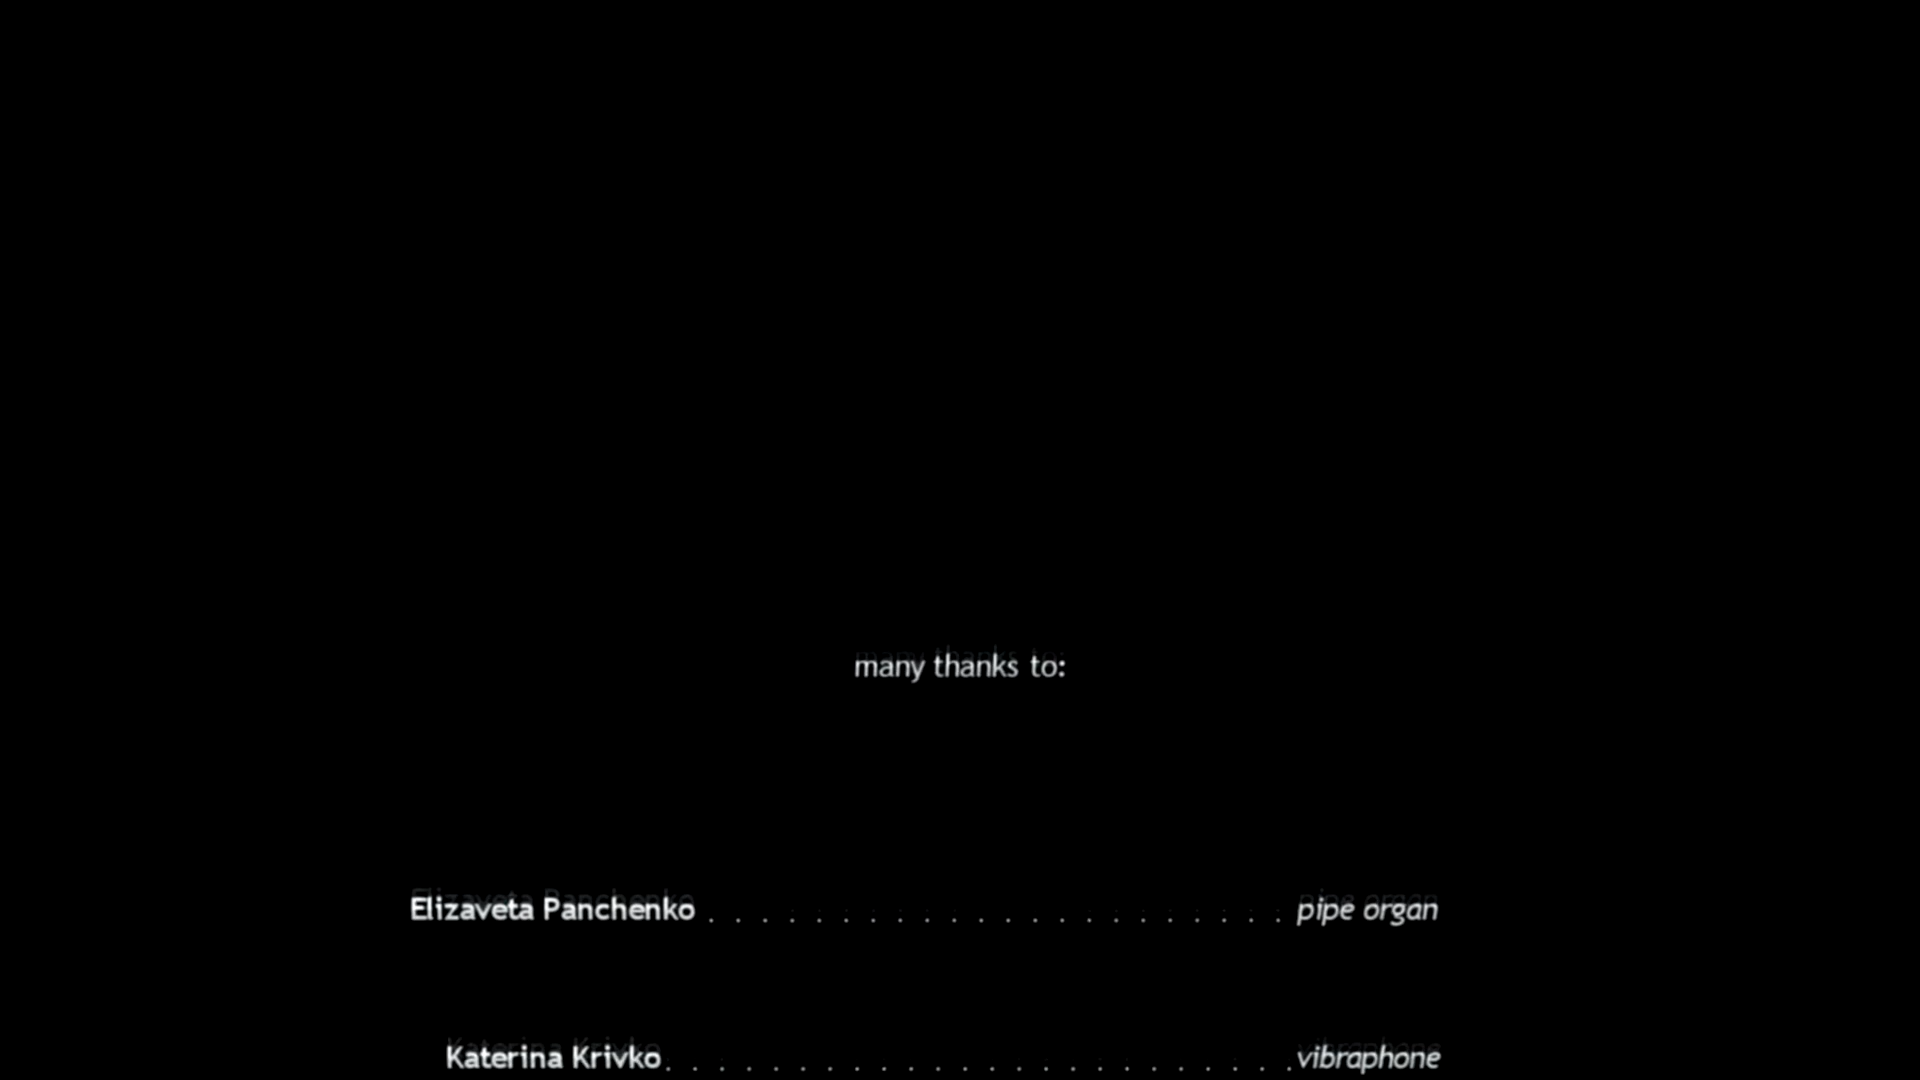 many thanks to:
Elizaveta Panchenko . . . . . . . . . . . . . . . . . . . . . . pipe organ
Katerina Krivko . . . . . . . . . . . . . . . . . . . . . . . . vibraphone